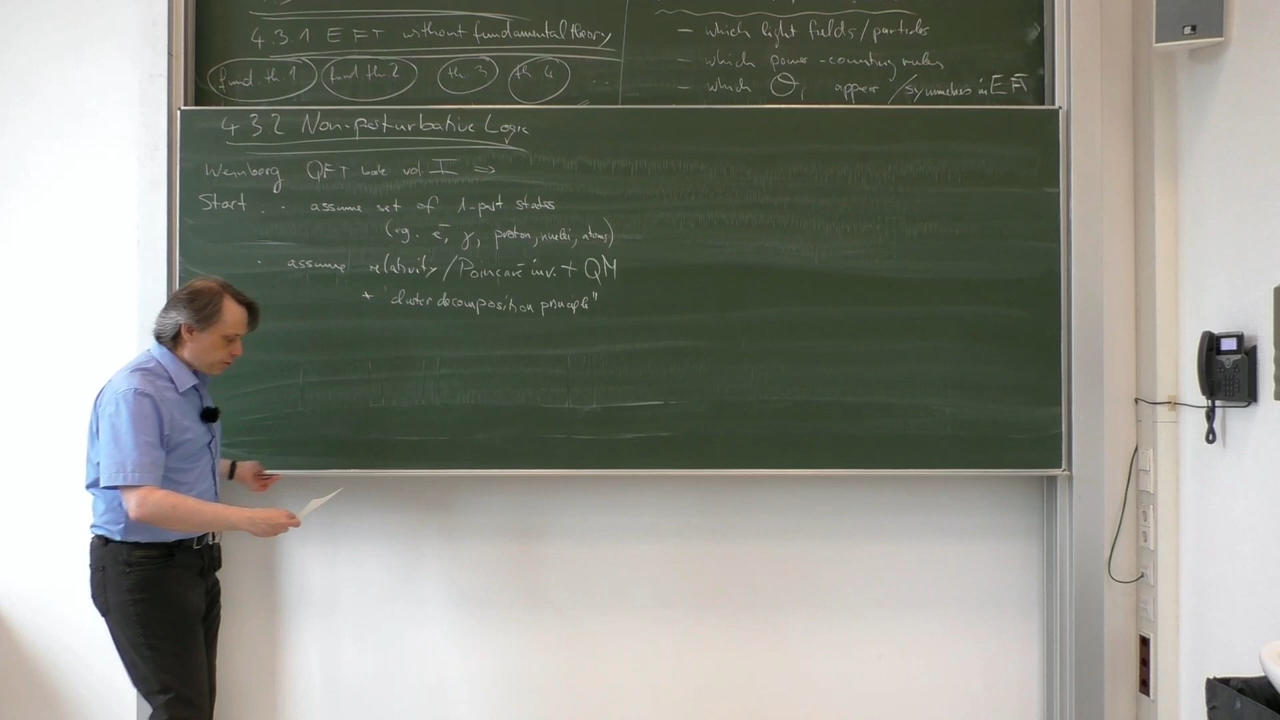 4.3.1 EFT without fundamental theory
fund. th 1 fund th 2 th. 3 th 4 ...
– which light fields/particles
– which power-counting rules
– which O_i appear /symmetries in EFT
4.3.2 Non-perturbative Logic
Weinberg QFT book vol. I ⇒
Start . · assume set of 1-part states
(eg. e⁻, γ, proton, nuclei, atoms)
· assume relativity/Poincaré inv. + QM
+ "cluster decomposition principle"